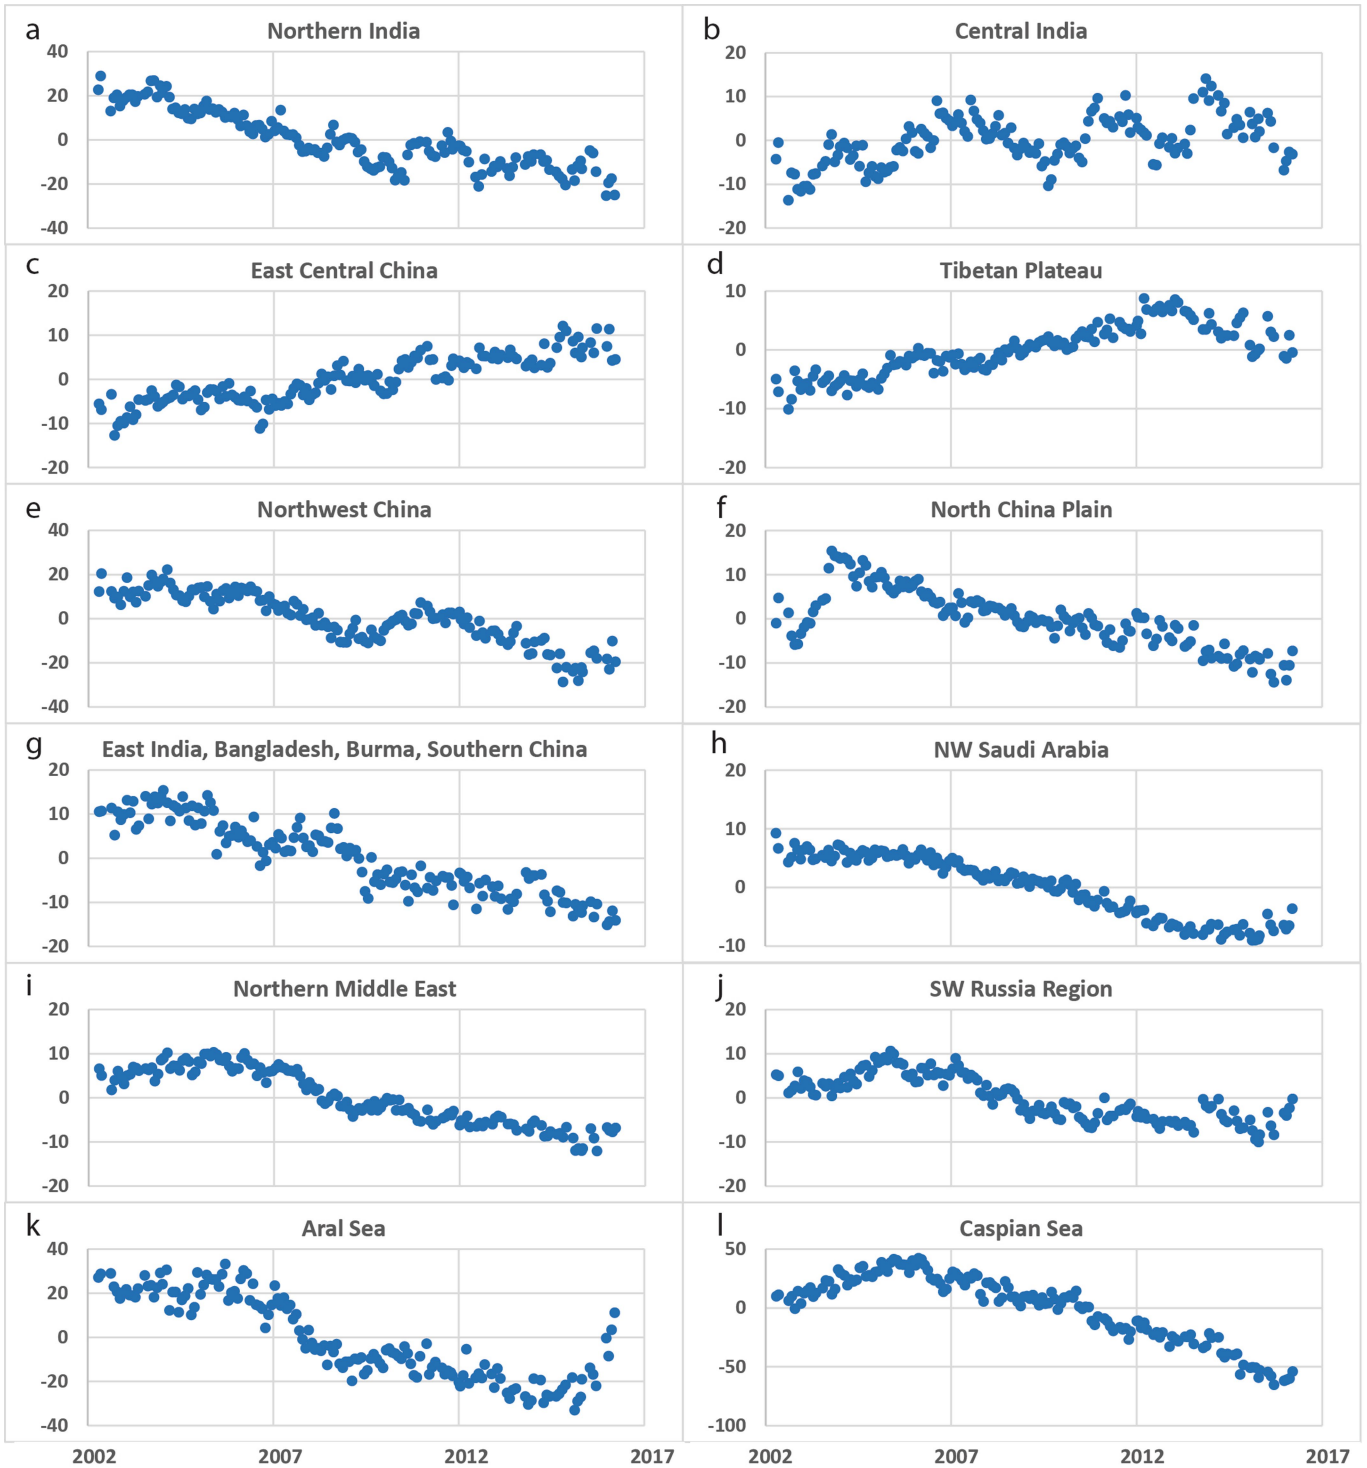 a
Northern India
40
20
0
-20
-40
b
Central India
20
10
0
-10
-20
c
East Central China
20
10
0
-10
-20
d
Tibetan Plateau
10
0
-10
-20
e
Northwest China
40
20
0
-20
-40
f
North China Plain
20
10
0
-10
-20
g
East India, Bangladesh, Burma, Southern China
20
10
0
-10
-20
h
NW Saudi Arabia
20
10
0
-10
i
Northern Middle East
20
10
0
-10
-20
j
SW Russia Region
20
10
0
-10
-20
k
Aral Sea
40
20
0
-20
-40
l
Caspian Sea
50
0
-50
-100
2002 2007 2012 2017
2002 2007 2012 2017